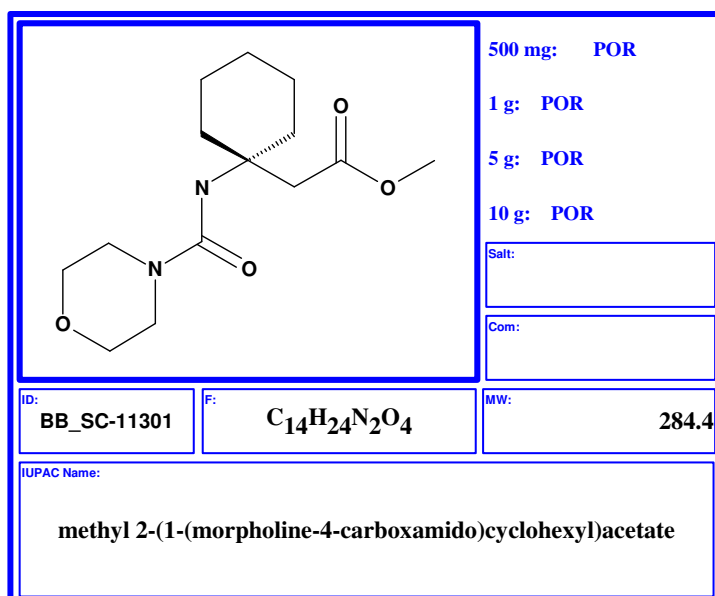 500 mg: POR
1 g: POR
5 g: POR
10 g: POR
O
O
N
N
O
O
Salt:
Com:
ID:
BB_SC-11301
F:
C14H24N2O4
MW:
284.4
IUPAC Name:
methyl 2-(1-(morpholine-4-carboxamido)cyclohexyl)acetate